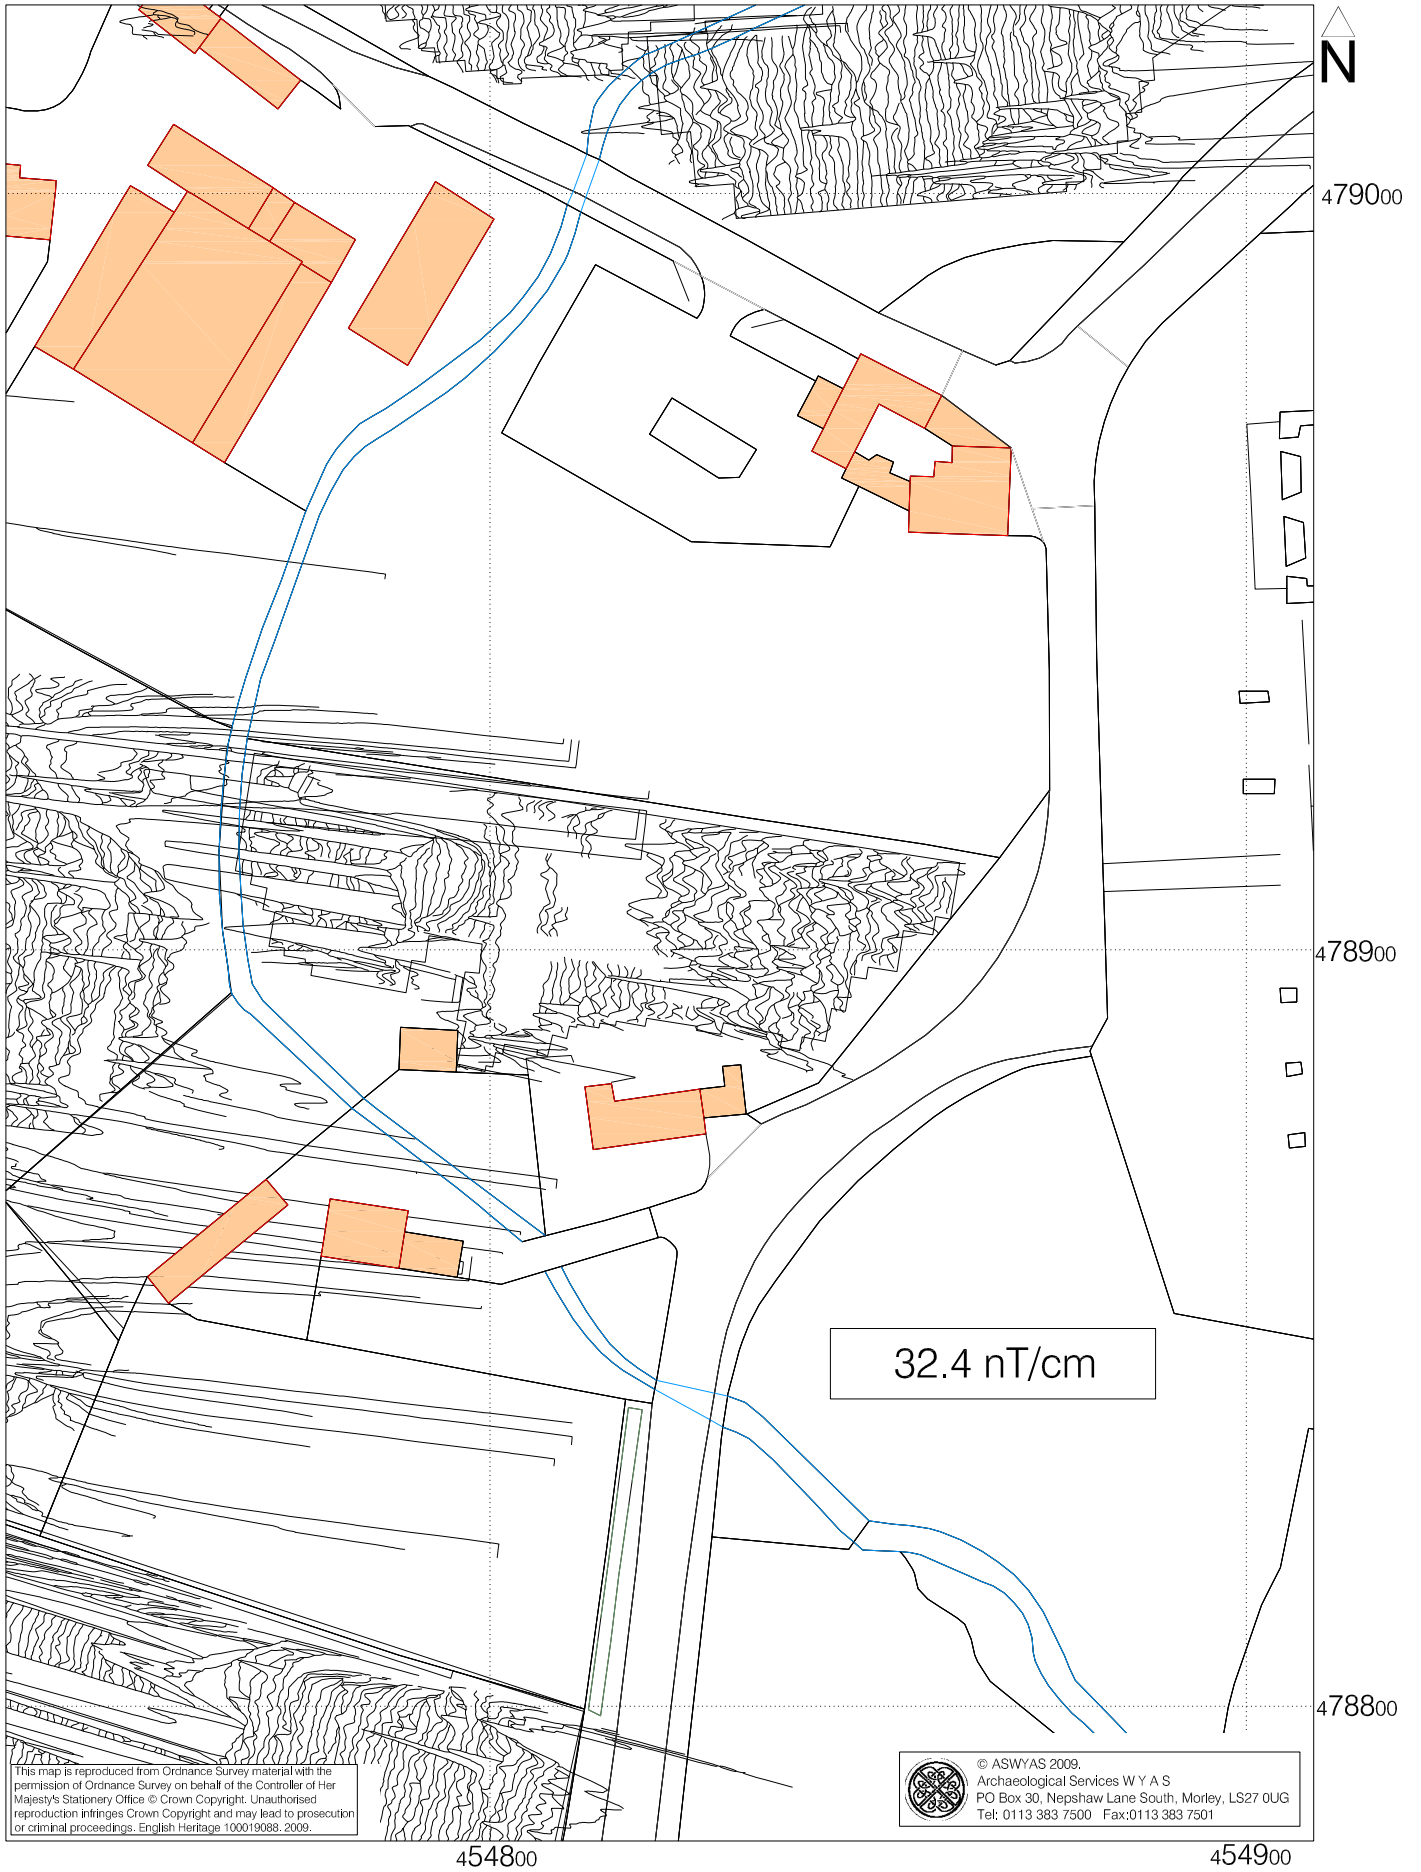 N
47900
47890
32.4 nT/cm
47880
This map is reproduced from Ordnance Survey material with the
permission of Ordnance Survey on behalf of the Controller of Her
Majesty's Stationery Office © Crown Copyright. Unauthorised
reproduction infringes Crown Copyright and may lead to prosecution
or criminal proceedings. English Heritage 100019088. 2009.
© ASWYAS 2009.
Archaeological Services W Y A S
PO Box 30, Nepshaw Lane South, Morley, LS27 0UG
Tel: 0113 383 7500 Fax:0113 383 7501
454800
454900